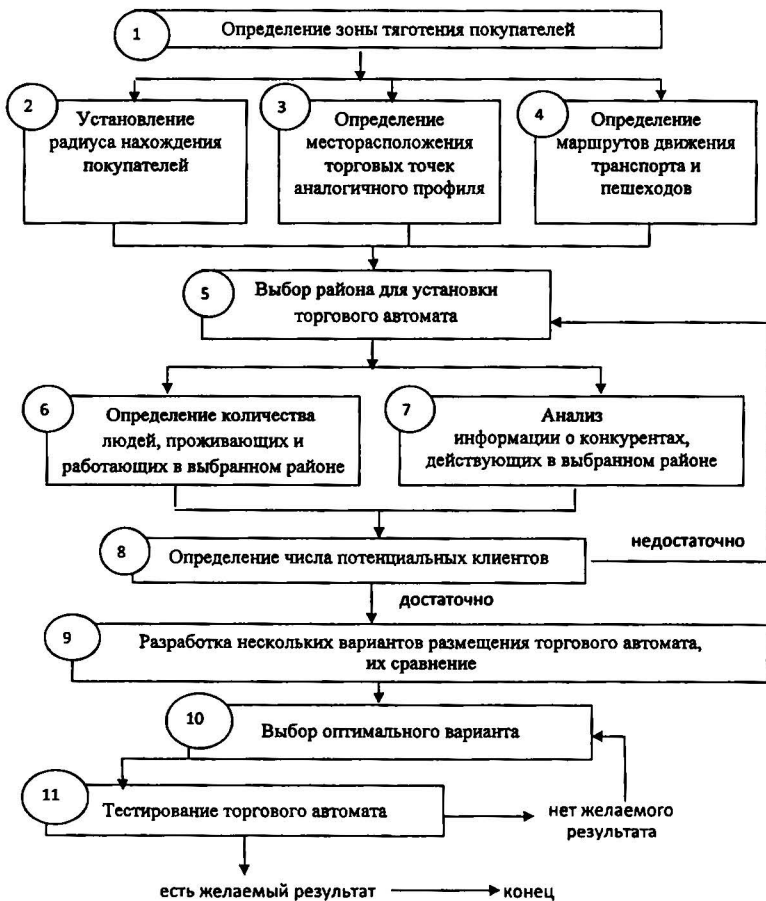 1
Определение зоны тяготения покупателей
2
Установление
радиуса нахождения
покупателей
3
Определение
месторасположения
торговых точек
аналогичного профиля
4
Определение
маршрутов движения
транспорта и
пешеходов
5
Выбор района для установки
торгового автомата
6
Определение количества
людей, проживающих и
работающих в выбранном районе
7
Анализ
информации о конкурентах,
действующих в выбранном районе
8
Определение числа потенциальных клиентов
недостаточно
достаточно
9
Разработка нескольких вариантов размещения торгового автомата,
их сравнение
10
Выбор оптимального варианта
11
Тестирование торгового автомата
нет желаемого
результата
есть желаемый результат
конец